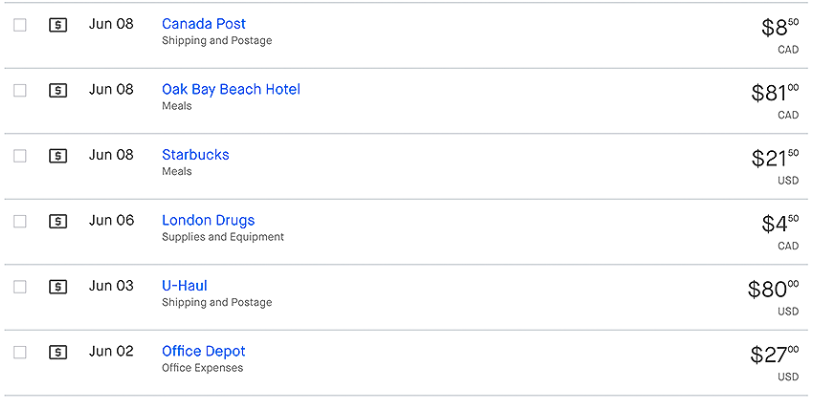 Jun 08 Canada Post $8.50
Shipping and Postage CAD
Jun 08 Oak Bay Beach Hotel $81.00
Meals CAD
Jun 08 Starbucks $21.50
Meals USD
Jun 06 London Drugs $4.50
Supplies and Equipment CAD
Jun 03 U-Haul $80.00
Shipping and Postage USD
Jun 02 Office Depot $27.00
Office Expenses USD